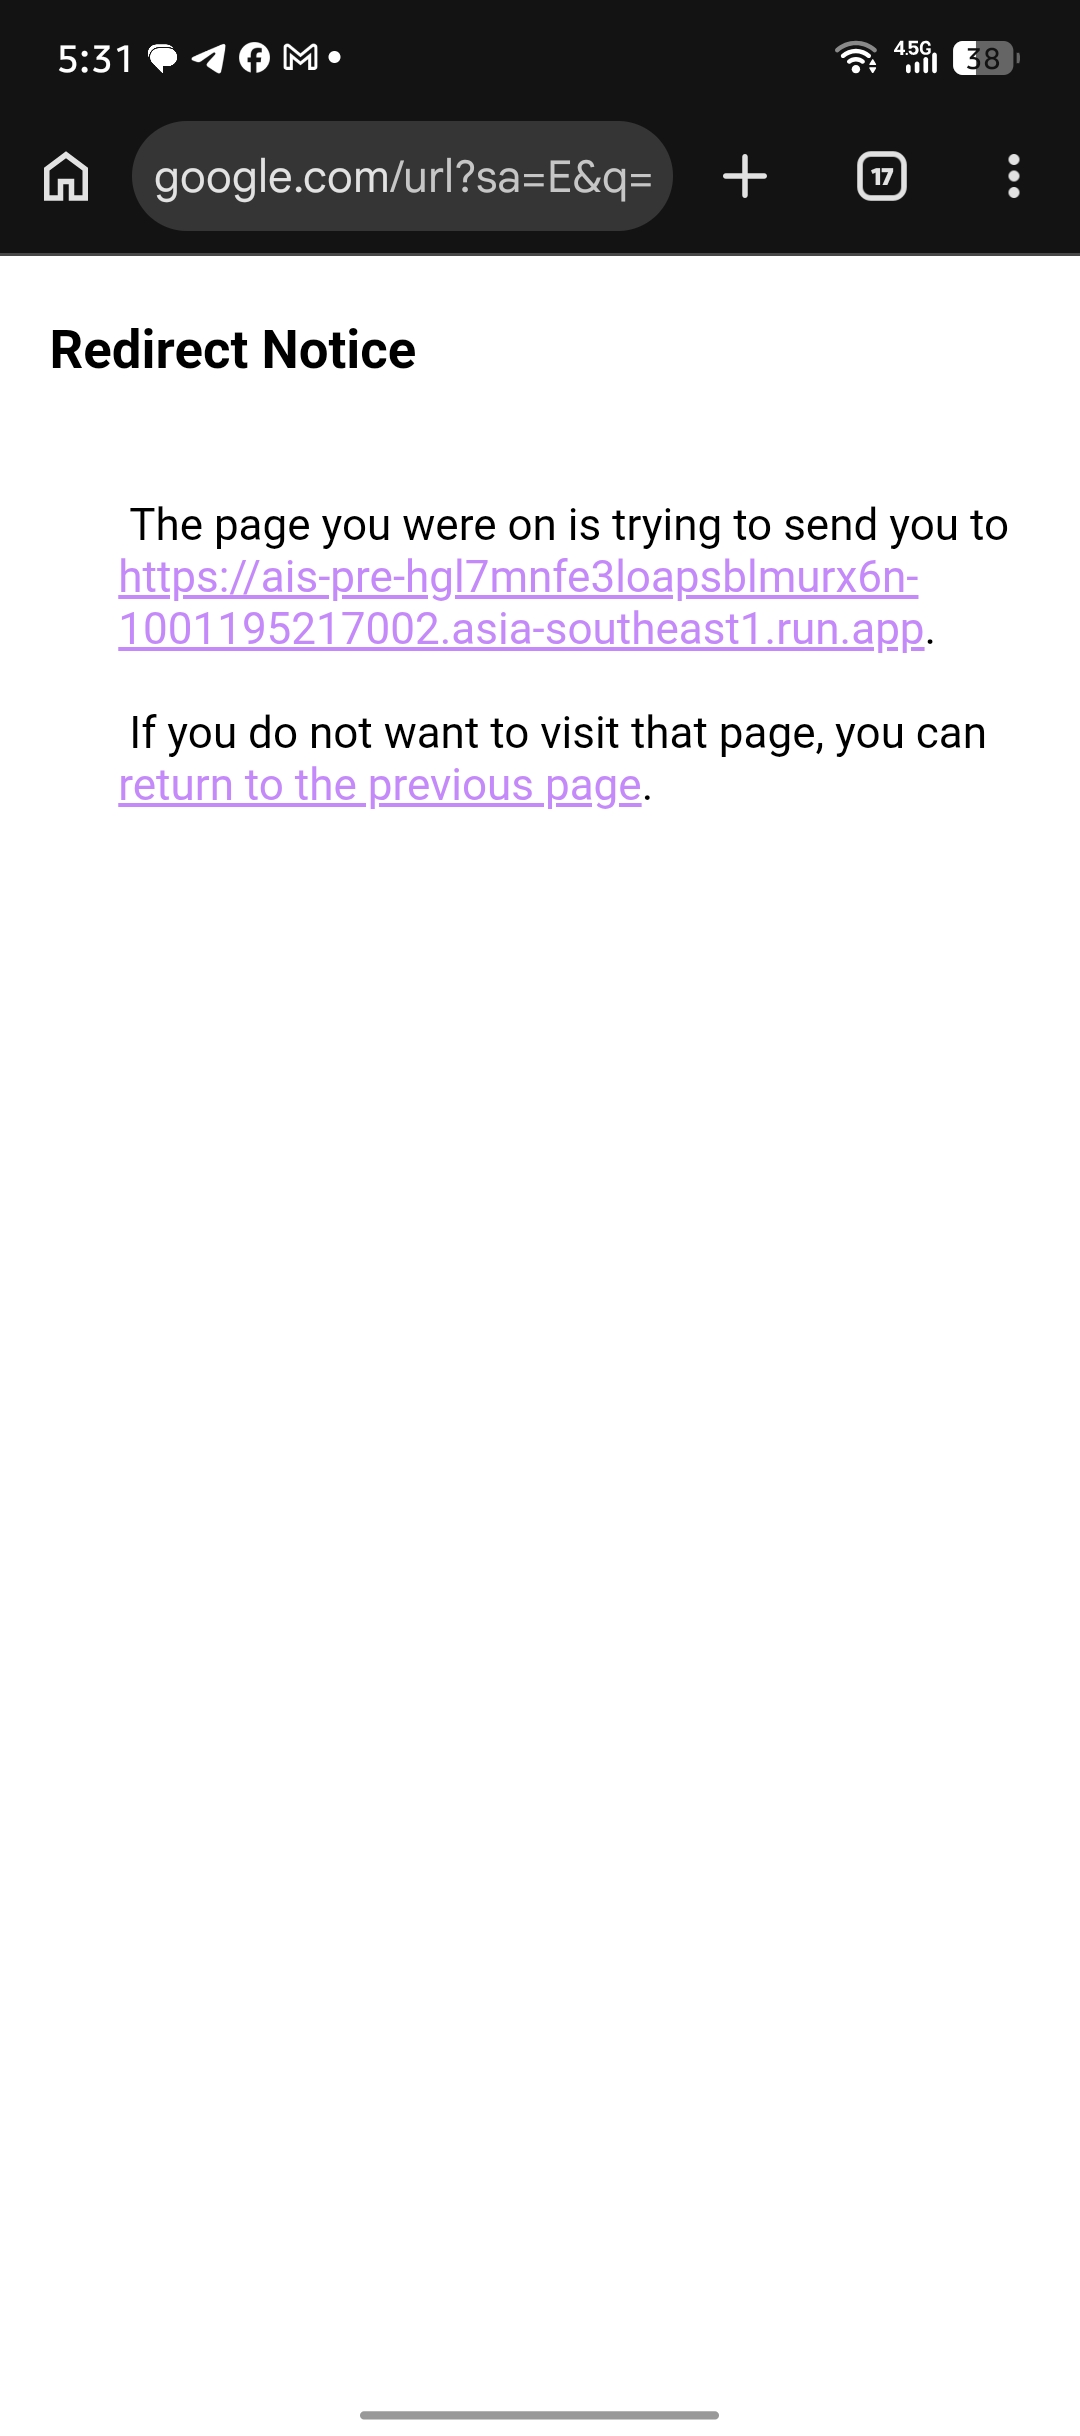 5:31
4.5G
38
google.com/url?sa=E&q=
17
Redirect Notice
The page you were on is trying to send you to
https://ais-pre-hgl7mnfe3loapsblmurx6n-
1001195217002.asia-southeast1.run.app.
If you do not want to visit that page, you can
return to the previous page.